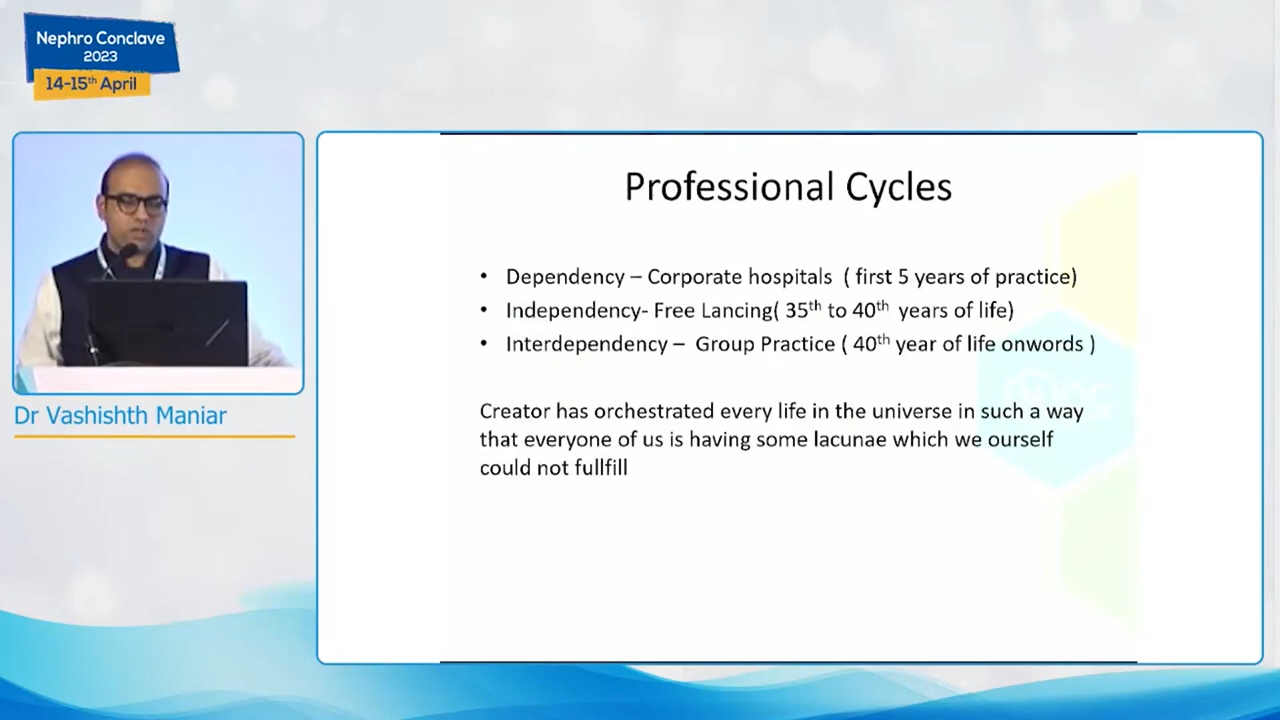 Nephro Conclave
2023
14-15th April
Professional Cycles
• Dependency – Corporate hospitals ( first 5 years of practice)
• Independency- Free Lancing( 35th to 40th years of life)
• Interdependency – Group Practice ( 40th year of life onwords )
Creator has orchestrated every life in the universe in such a way
that everyone of us is having some lacunae which we ourself
could not fullfill
Dr Vashishth Maniar